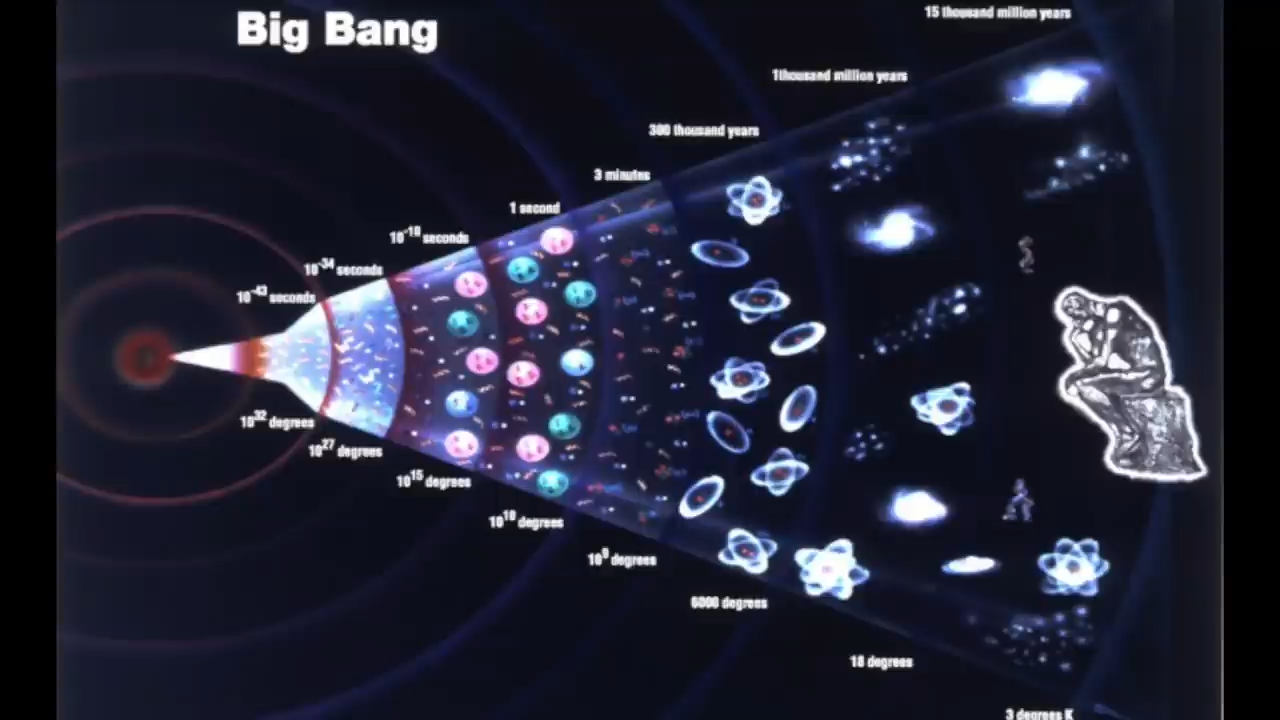 Big Bang
15 thousand million years
1thousand million years
300 thousand years
3 minutes
1 second
10-10 seconds
10-34 seconds
10-43 seconds
1032 degrees
1027 degrees
1015 degrees
1010 degrees
109 degrees
6000 degrees
18 degrees
3 degrees K